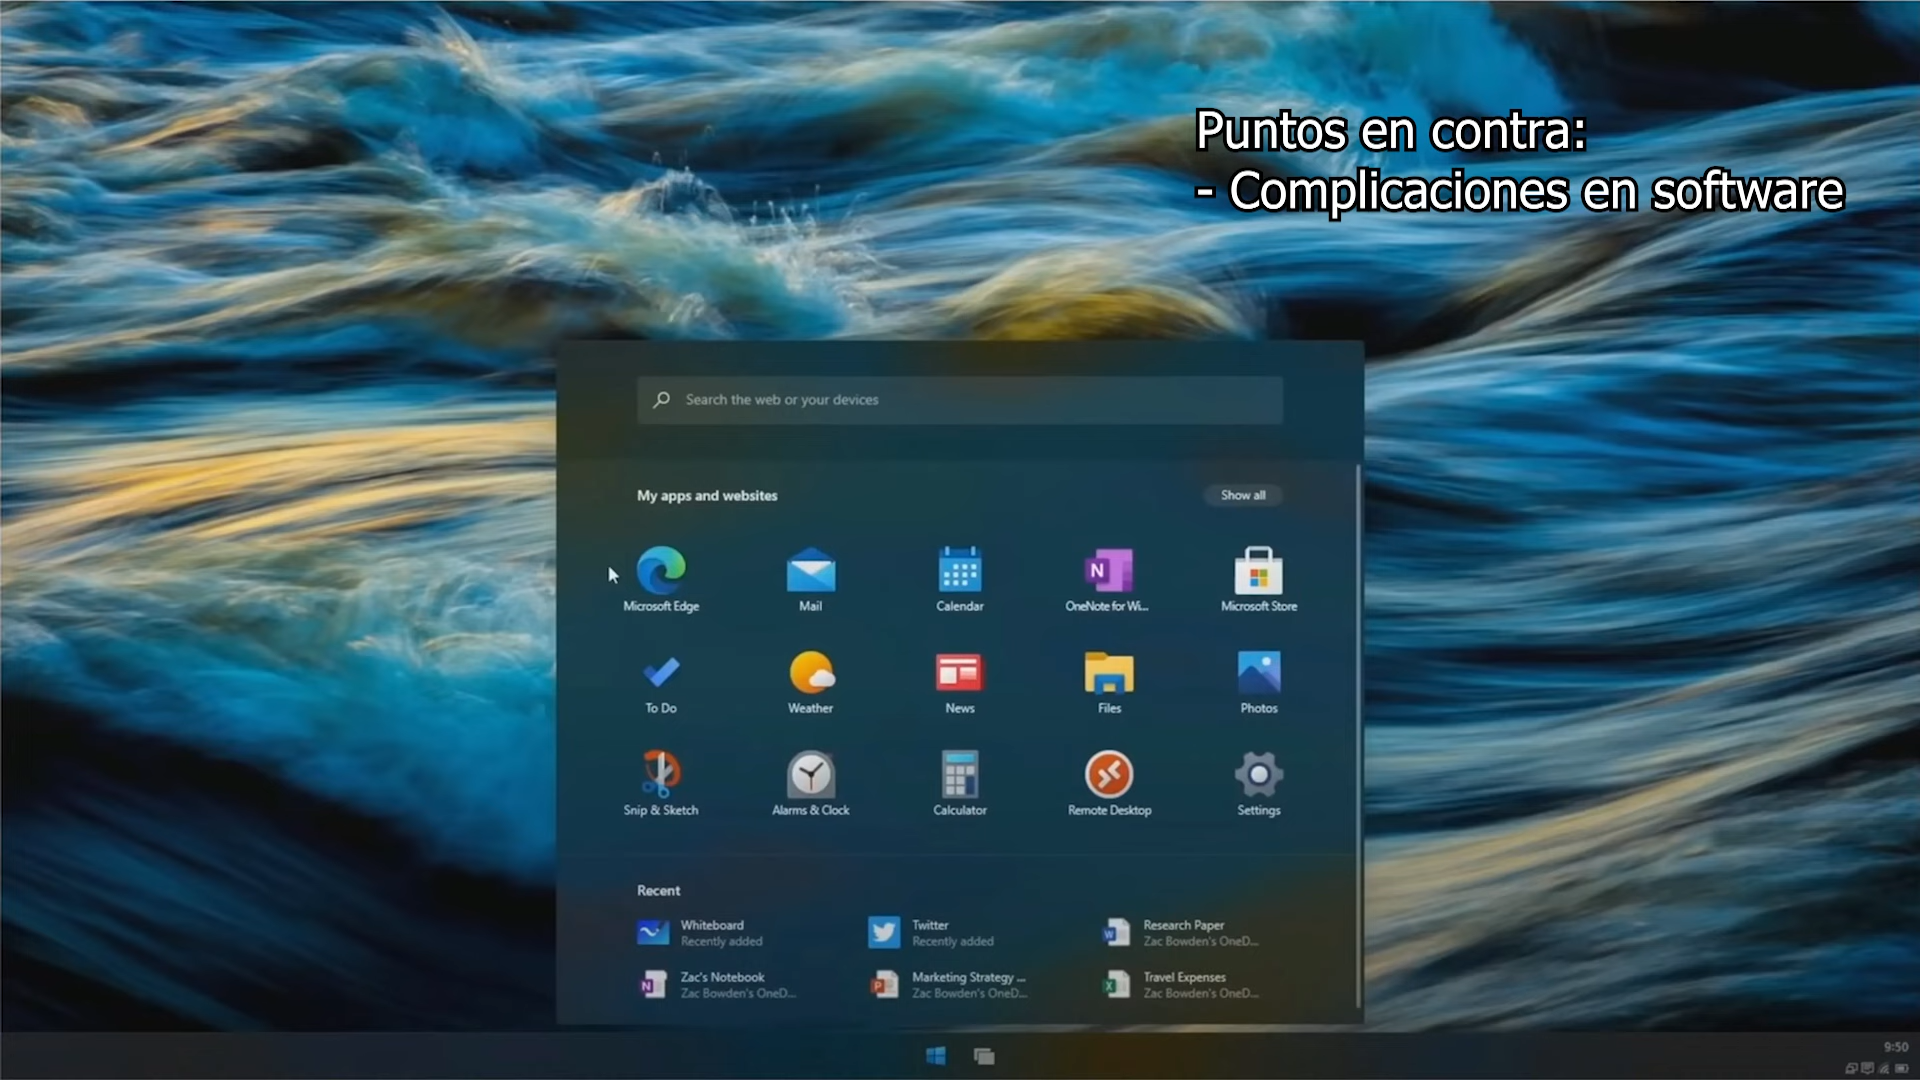 Puntos en contra:
- Complicaciones en software
Search the web or your devices
My apps and websites
Show all
Microsoft Edge
Mail
Calendar
OneNote for Wi...
Microsoft Store
To Do
Weather
News
Files
Photos
Snip & Sketch
Alarms & Clock
Calculator
Remote Desktop
Settings
Recent
Whiteboard
Recently added
Twitter
Recently added
Research Paper
Zac Bowden's OneD...
Zac's Notebook
Zac Bowden's OneD...
Marketing Strategy ...
Zac Bowden's OneD...
Travel Expenses
Zac Bowden's OneD...
9:50